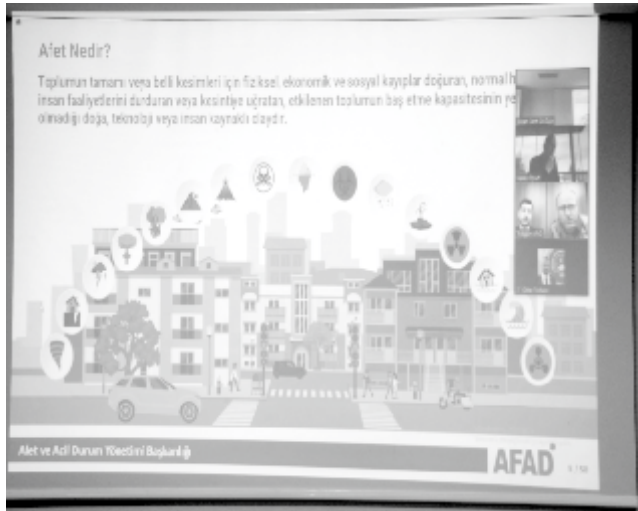 Afet Nedir?
Toplumun tamamı veya belli kesimleri için fiziksel, ekonomik ve sosyal kayıplar doğuran, normal h
insan faaliyetlerini durduran veya kesintiye uğratan, etkilenen toplumun baş etme kapasitesinin ye
olmadığı doğa, teknoloji veya insan kaynaklı olaydır.
Afet ve Acil Durum Yönetimi Başkanlığı
AFAD